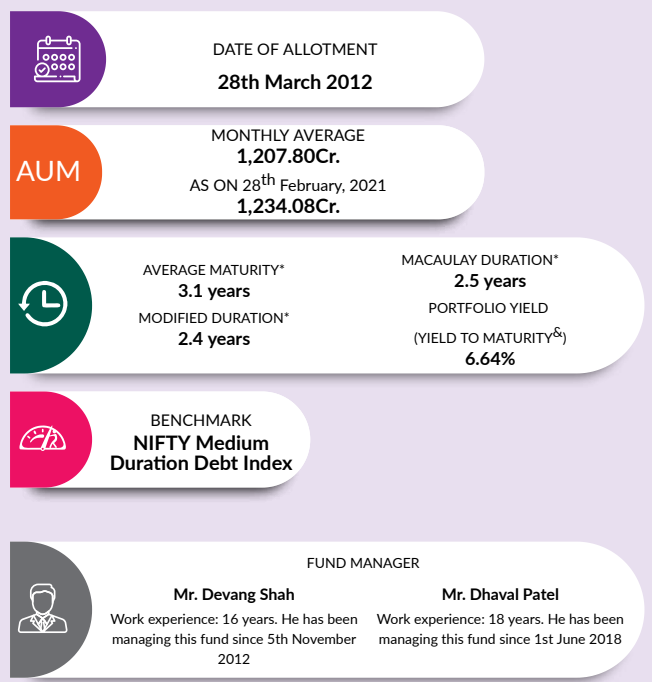 DATE OF ALLOTMENT
28th March 2012
AUM
MONTHLY AVERAGE
1,207.80Cr.
AS ON 28th February, 2021
1,234.08Cr.
AVERAGE MATURITY*
3.1 years
MODIFIED DURATION*
2.4 years
MACAULAY DURATION*
2.5 years
PORTFOLIO YIELD
(YIELD TO MATURITY&)
6.64%
BENCHMARK
NIFTY Medium
Duration Debt Index
FUND MANAGER
Mr. Devang Shah
Work experience: 16 years. He has been
managing this fund since 5th November
2012
Mr. Dhaval Patel
Work experience: 18 years. He has been
managing this fund since 1st June 2018